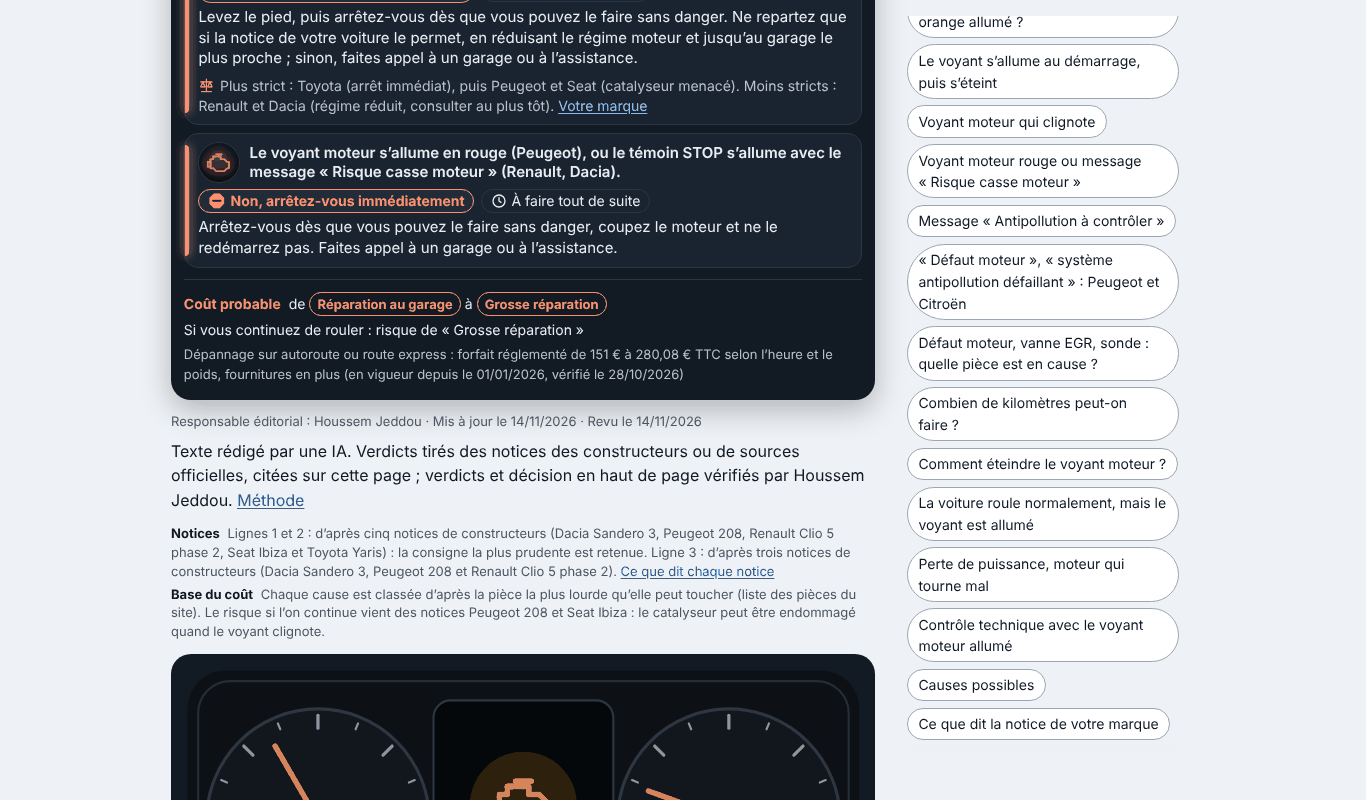 Levez le pied, puis arrêtez-vous dès que vous pouvez le faire sans danger. Ne repartez que
si la notice de votre voiture le permet, en réduisant le régime moteur et jusqu’au garage le
plus proche ; sinon, faites appel à un garage ou à l’assistance.
Plus strict : Toyota (arrêt immédiat), puis Peugeot et Seat (catalyseur menacé). Moins stricts :
Renault et Dacia (régime réduit, consulter au plus tôt). Votre marque
Le voyant moteur s’allume en rouge (Peugeot), ou le témoin STOP s’allume avec le
message « Risque casse moteur » (Renault, Dacia).
Non, arrêtez-vous immédiatement
À faire tout de suite
Arrêtez-vous dès que vous pouvez le faire sans danger, coupez le moteur et ne le
redémarrez pas. Faites appel à un garage ou à l’assistance.
Coût probable de Réparation au garage à Grosse réparation
Si vous continuez de rouler : risque de « Grosse réparation »
Dépannage sur autoroute ou route express : forfait réglementé de 151 € à 280,08 € TTC selon l’heure et le
poids, fournitures en plus (en vigueur depuis le 01/01/2026, vérifié le 28/10/2026)
Responsable éditorial : Houssem Jeddou · Mis à jour le 14/11/2026 · Revu le 14/11/2026
Texte rédigé par une IA. Verdicts tirés des notices des constructeurs ou de sources
officielles, citées sur cette page ; verdicts et décision en haut de page vérifiés par Houssem
Jeddou. Méthode
Notices Lignes 1 et 2 : d’après cinq notices de constructeurs (Dacia Sandero 3, Peugeot 208, Renault Clio 5
phase 2, Seat Ibiza et Toyota Yaris) : la consigne la plus prudente est retenue. Ligne 3 : d’après trois notices de
constructeurs (Dacia Sandero 3, Peugeot 208 et Renault Clio 5 phase 2). Ce que dit chaque notice
Base du coût Chaque cause est classée d’après la pièce la plus lourde qu’elle peut toucher (liste des pièces du
site). Le risque si l’on continue vient des notices Peugeot 208 et Seat Ibiza : le catalyseur peut être endommagé
quand le voyant clignote.
orange allumé ?
Le voyant s’allume au démarrage,
puis s’éteint
Voyant moteur qui clignote
Voyant moteur rouge ou message
« Risque casse moteur »
Message « Antipollution à contrôler »
« Défaut moteur », « système
antipollution défaillant » : Peugeot et
Citroën
Défaut moteur, vanne EGR, sonde :
quelle pièce est en cause ?
Combien de kilomètres peut-on
faire ?
Comment éteindre le voyant moteur ?
La voiture roule normalement, mais le
voyant est allumé
Perte de puissance, moteur qui
tourne mal
Contrôle technique avec le voyant
moteur allumé
Causes possibles
Ce que dit la notice de votre marque